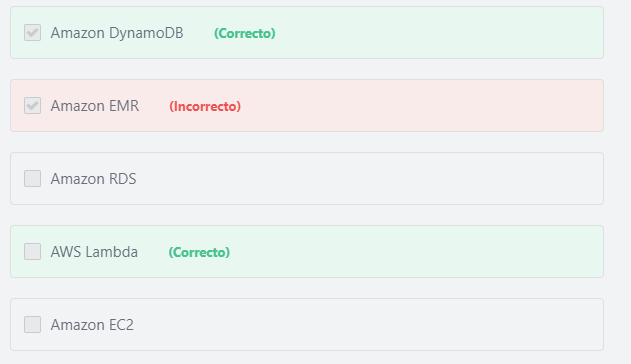 Amazon DynamoDB (Correcto)
Amazon EMR (Incorrecto)
Amazon RDS
AWS Lambda (Correcto)
Amazon EC2